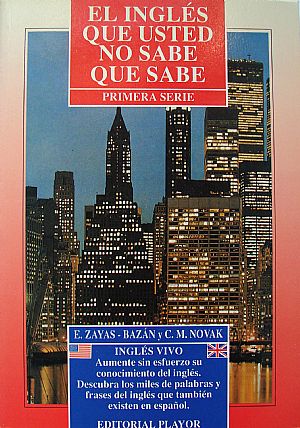 EL INGLÉS
QUE USTED
NO SABE
QUE SABE
PRIMERA SERIE
E. ZAYAS - BAZÁN y C. M. NOVAK
INGLÉS VIVO
Aumente sin esfuerzo su
conocimiento del inglés.
Descubra los miles de palabras y
frases del inglés que también
existen en español.
EDITORIAL PLAYOR